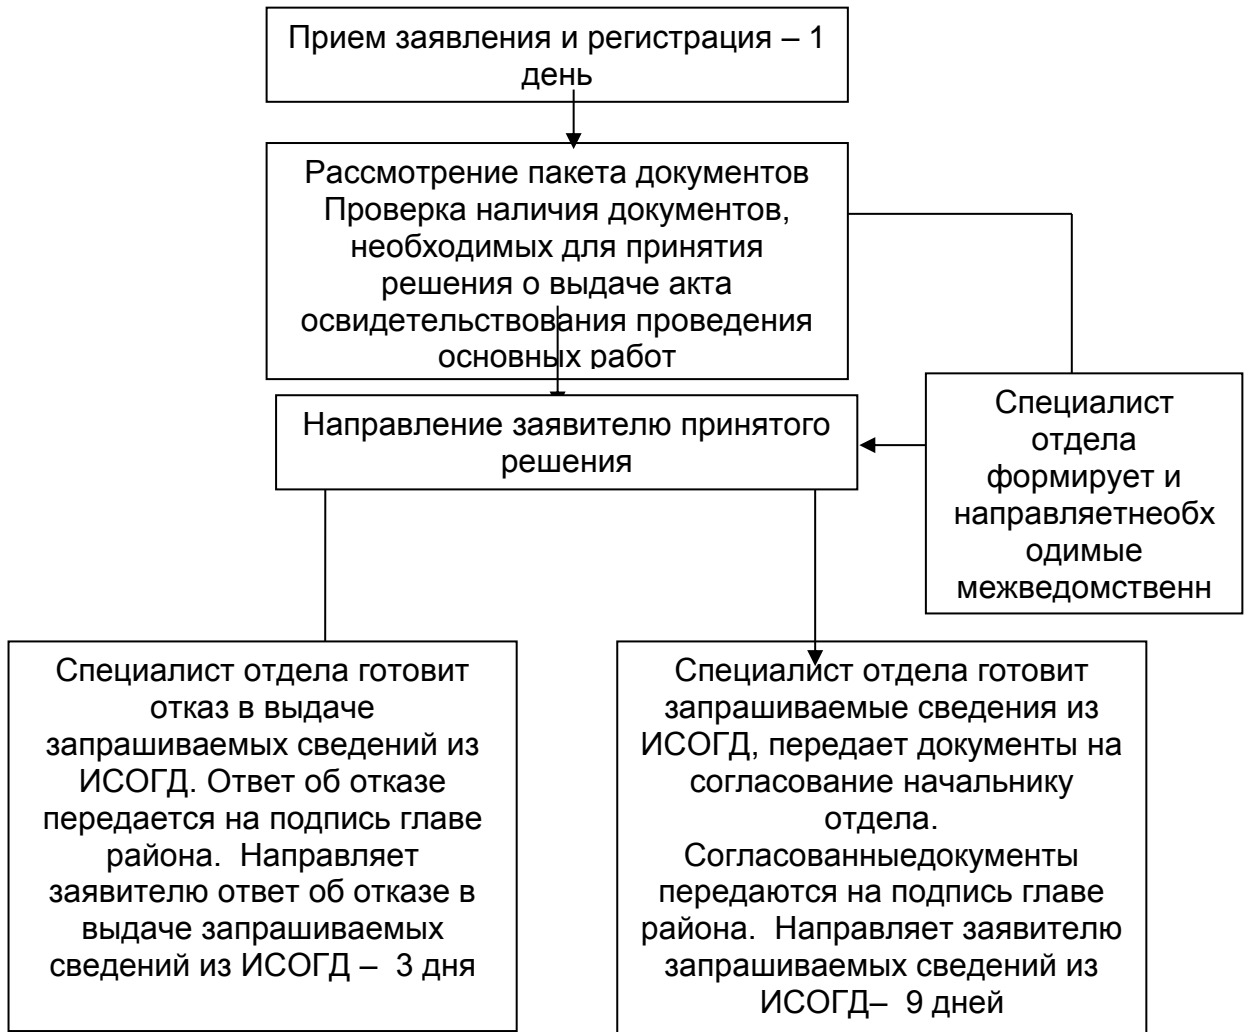 Прием заявления и регистрация – 1
день
Рассмотрение пакета документов
Проверка наличия документов,
необходимых для принятия
решения о выдаче акта
освидетельствования проведения
основных работ
Направление заявителю принятого
решения
Специалист
отдела
формирует и
направляетнеобх
одимые
межведомственн
Специалист отдела готовит
отказ в выдаче
запрашиваемых сведений из
ИСОГД. Ответ об отказе
передается на подпись главе
района.  Направляет
заявителю ответ об отказе в
выдаче запрашиваемых
сведений из ИСОГД –  3 дня
Специалист отдела готовит
запрашиваемые сведения из
ИСОГД, передает документы на
согласование начальнику
отдела.
Согласованныедокументы
передаются на подпись главе
района.  Направляет заявителю
запрашиваемых сведений из
ИСОГД–  9 дней